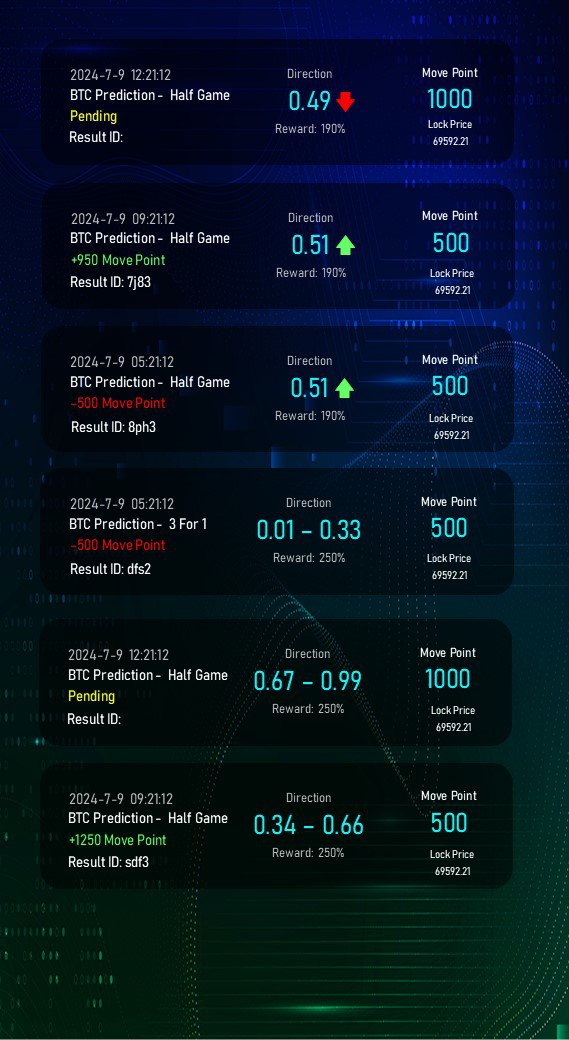 2024-7-9 12:21:12
BTC Prediction - Half Game
Pending
Result ID:
Direction
0.49
Reward: 190%
Move Point
1000
Lock Price
69592.21
2024-7-9 09:21:12
BTC Prediction - Half Game
+950 Move Point
Result ID: 7j83
Direction
0.51
Reward: 190%
Move Point
500
Lock Price
69592.21
2024-7-9 05:21:12
BTC Prediction - Half Game
-500 Move Point
Result ID: 8ph3
Direction
0.51
Reward: 190%
Move Point
500
Lock Price
69592.21
2024-7-9 05:21:12
BTC Prediction - 3 For 1
-500 Move Point
Result ID: dfs2
Direction
0.01 - 0.33
Reward: 250%
Move Point
500
Lock Price
69592.21
2024-7-9 12:21:12
BTC Prediction - Half Game
Pending
Result ID:
Direction
0.67 - 0.99
Reward: 250%
Move Point
1000
Lock Price
69592.21
2024-7-9 09:21:12
BTC Prediction - Half Game
+1250 Move Point
Result ID: sdf3
Direction
0.34 - 0.66
Reward: 250%
Move Point
500
Lock Price
69592.21